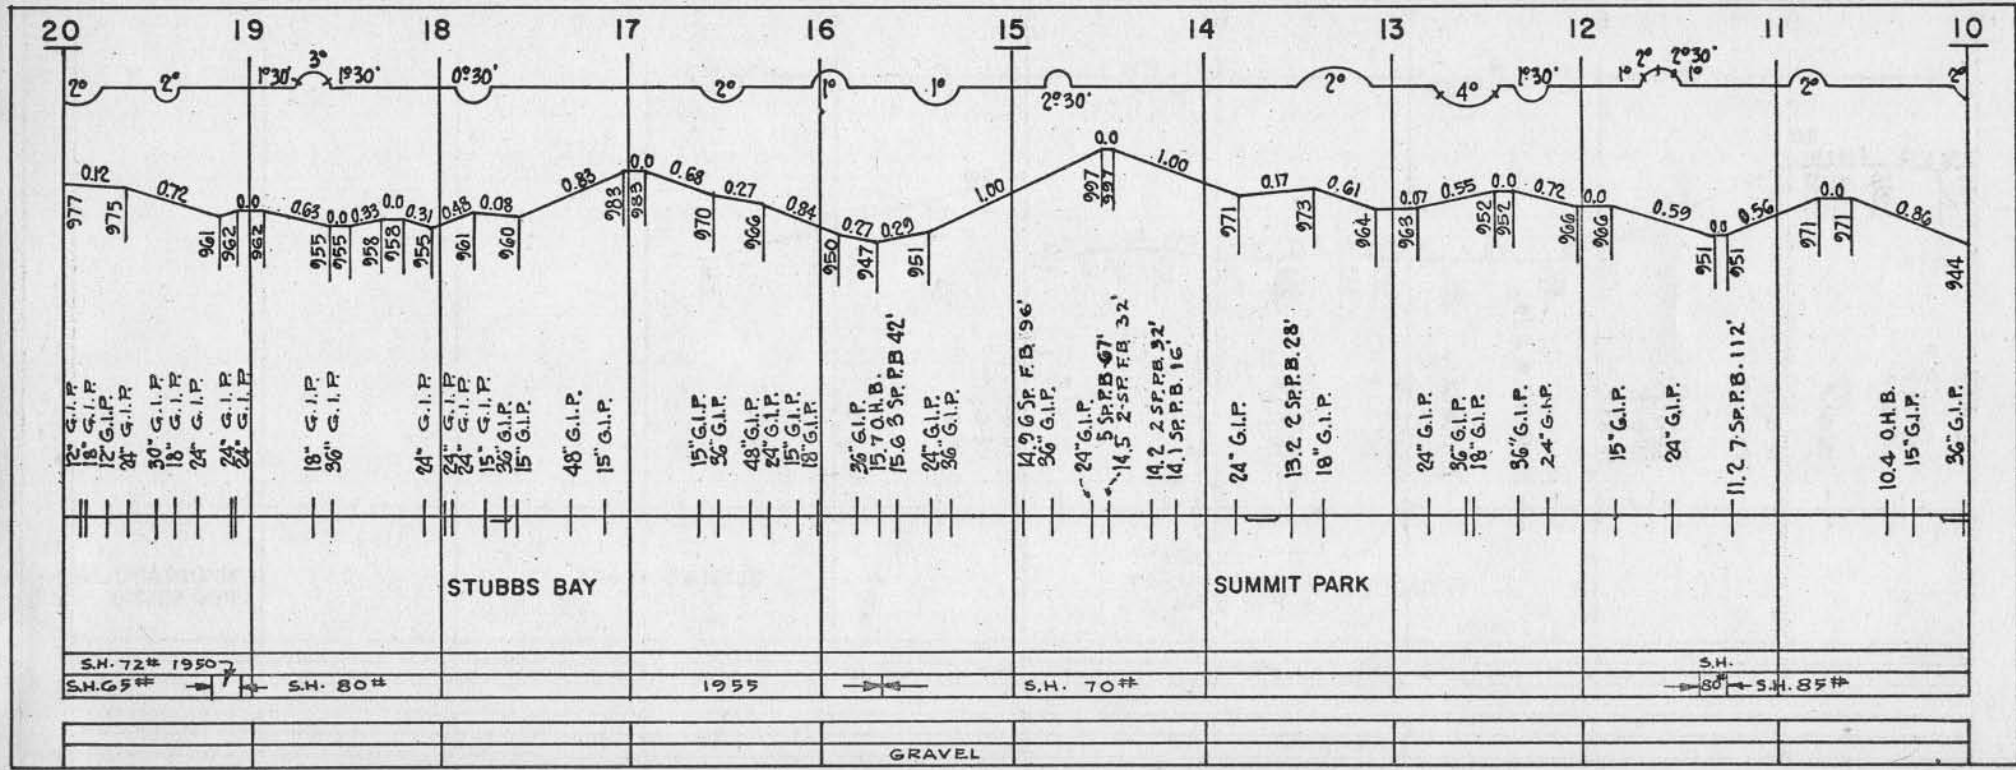 20 19 18 17 16 15 14 13 12 11 10
2° 2° 1°30' 3° 1°30' 0°30' 2° 1° 1° 2°30' 2° 4° 1°30' 1° 2° 2°30' 1° 2° 2°
0.12 0.72 0.0 0.63 0.0 0.33 0.0 0.31 0.48 0.08 0.83 0.0 0.68 0.27 0.84 0.27 0.29 1.00 0.0 1.00 0.17 0.61 0.07 0.55 0.0 0.72 0.0 0.59 0.0 0.56 0.0 0.86
977 975 961 962 962 955 955 958 958 955 961 960 983 983 970 966 950 947 951 997 997 971 973 964 963 952 952 966 966 951 951 971 971 944
12" G.I.P.
18" G.I.P.
12" G.I.P.
24" G.I.P.
30" G.I.P.
18" G.I.P.
24" G.I.P.
24" G.I.P.
24" G.I.P.
18" G.I.P.
36" G.I.P.
24" G.I.P.
24" G.I.P.
24" G.I.P.
15" G.I.P.
36" G.I.P.
15" G.I.P.
48" G.I.P.
15" G.I.P.
15" G.I.P.
36" G.I.P.
48" G.I.P.
24" G.I.P.
15" G.I.P.
18" G.I.P.
36" G.I.P.
15.7 O.H.B.
15.6 3 SP. P.B. 42'
24" G.I.P.
36" G.I.P.
14.9 6 SP. F.B. 96'
36" G.I.P.
24" G.I.P.
5 SP. P.B. 67'
14.5 2-SP. F.B. 32'
14.2 2 SP. P.B. 32'
14.1 SP. P.B. 16'
24" G.I.P.
13.2 2 SP. P.B. 28'
18" G.I.P.
24" G.I.P.
36" G.I.P.
18" G.I.P.
36" G.I.P.
24" G.I.P.
15" G.I.P.
24" G.I.P.
11.2 7 SP. P.B. 112'
10.4 O.H.B.
15" G.I.P.
36" G.I.P.
STUBBS BAY SUMMIT PARK
S.H. 72# 1950 S.H.
S.H. 65# S.H. 80# 1955 S.H. 70# 80# S.H. 85#
GRAVEL